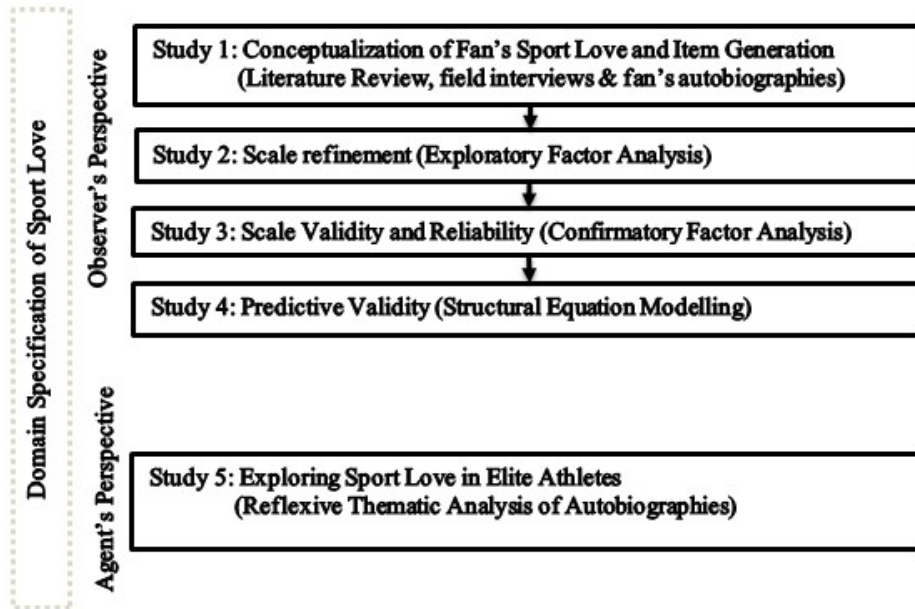 Domain Specification of Sport Love
Observer's Perspective
Study 1: Conceptualization of Fan's Sport Love and Item Generation
(Literature Review, field interviews & fan's autobiographies)
Study 2: Scale refinement (Exploratory Factor Analysis)
Study 3: Scale Validity and Reliability (Confirmatory Factor Analysis)
Study 4: Predictive Validity (Structural Equation Modelling)
Agent's Perspective
Study 5: Exploring Sport Love in Elite Athletes
(Reflexive Thematic Analysis of Autobiographies)